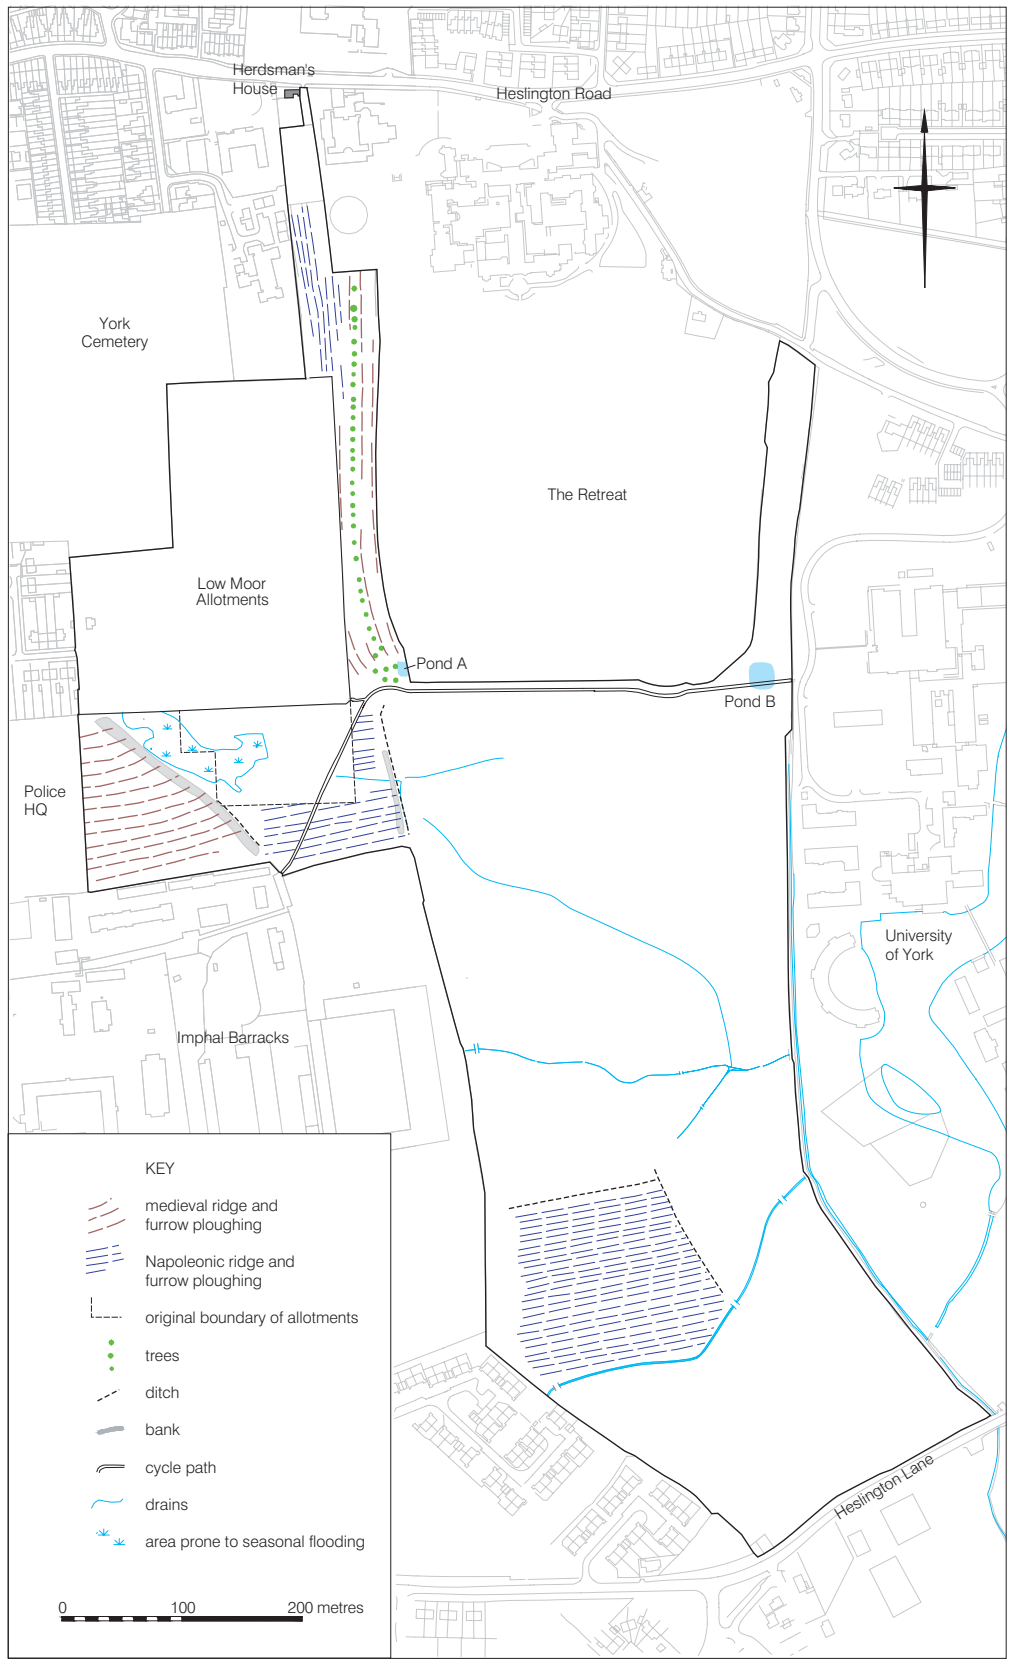 Herdsman's
House
Heslington Road
York
Cemetery
The Retreat
Low Moor
Allotments
Pond A
Pond B
Police
HQ
University
of York
Imphal Barracks
KEY
medieval ridge and
furrow ploughing
Napoleonic ridge and
furrow ploughing
original boundary of allotments
trees
ditch
bank
cycle path
drains
area prone to seasonal flooding
0 100 200 metres
Heslington Lane